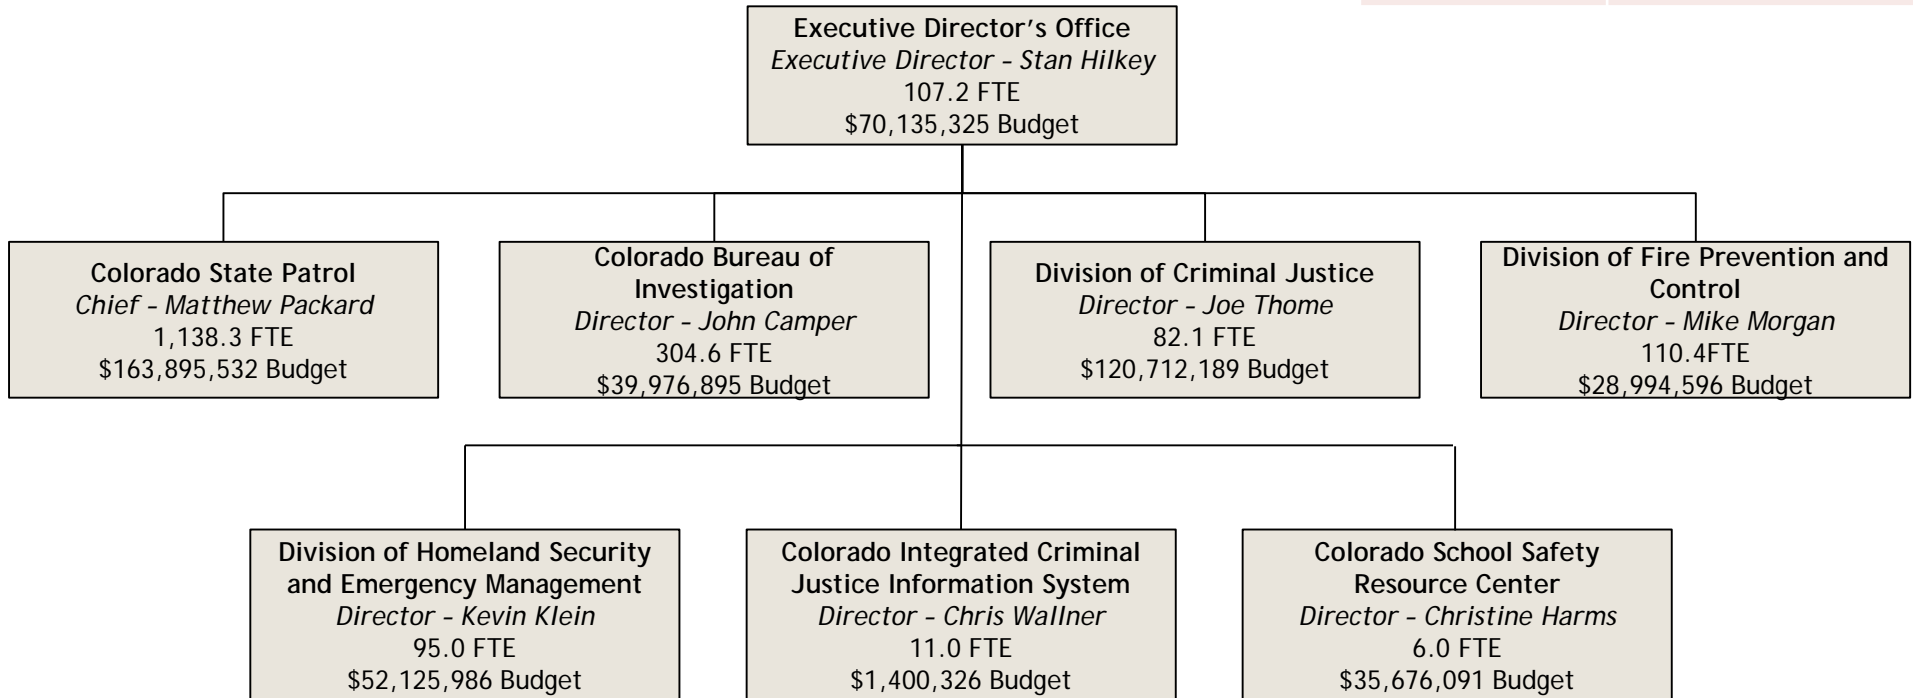 Executive Director's Office
Executive Director – Stan Hilkey
107.2 FTE
$70,135,325 Budget
Colorado State Patrol
Chief – Matthew Packard
1,138.3 FTE
$163,895,532 Budget
Colorado Bureau of
Investigation
Director – John Camper
304.6 FTE
$39,976,895 Budget
Division of Criminal Justice
Director – Joe Thome
82.1 FTE
$120,712,189 Budget
Division of Fire Prevention and
Control
Director – Mike Morgan
110.4FTE
$28,994,596 Budget
Division of Homeland Security
and Emergency Management
Director – Kevin Klein
95.0 FTE
$52,125,986 Budget
Colorado Integrated Criminal
Justice Information System
Director – Chris Wallner
11.0 FTE
$1,400,326 Budget
Colorado School Safety
Resource Center
Director – Christine Harms
6.0 FTE
$35,676,091 Budget